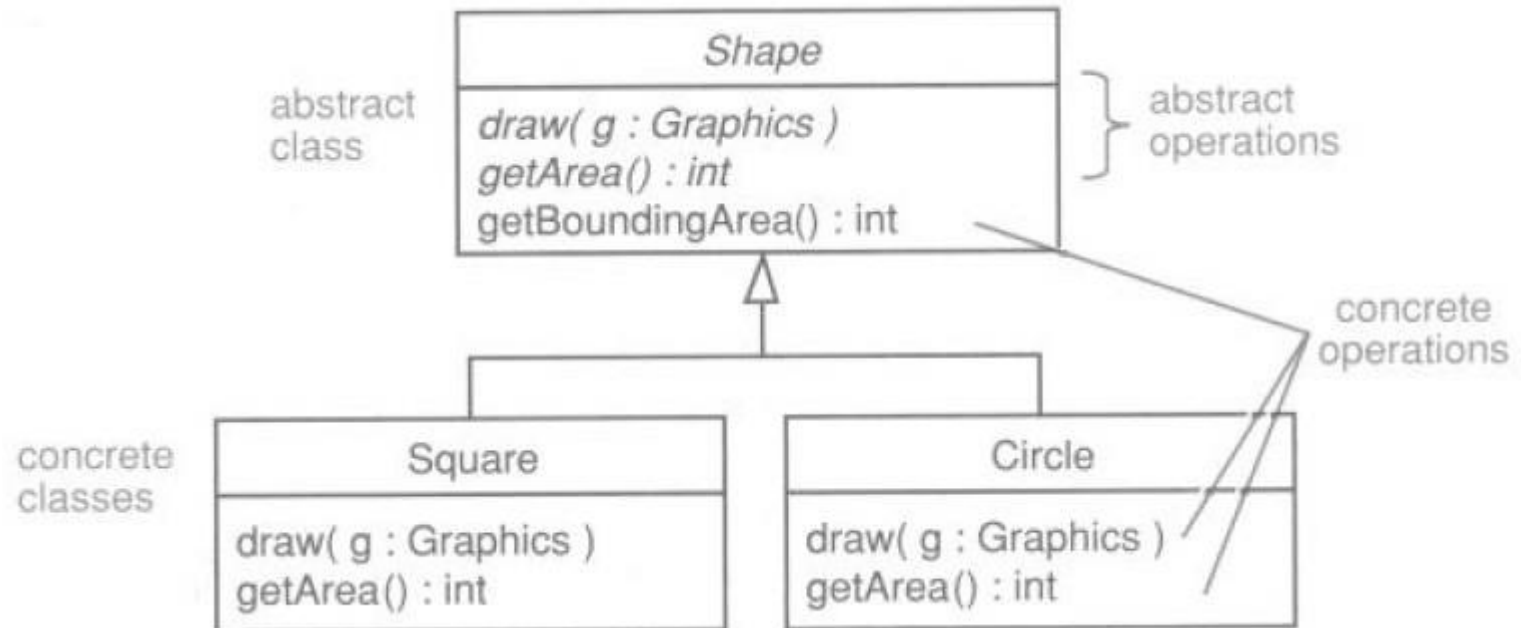 Shape
abstract
class
draw( g : Graphics )
getArea() : int
getBoundingArea() : int
abstract
operations
concrete
operations
concrete
classes
Square
draw( g : Graphics )
getArea() : int
Circle
draw( g : Graphics )
getArea() : int